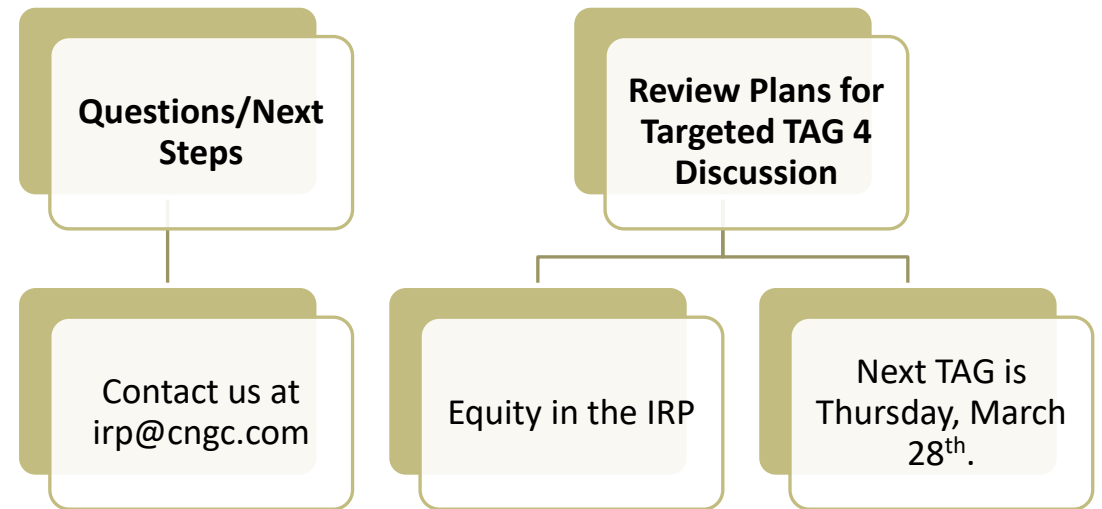 Questions/Next
Steps
Review Plans for
Targeted TAG 4
Discussion
Contact us at
irp@cngc.com
Equity in the IRP
Next TAG is
Thursday, March
28th.